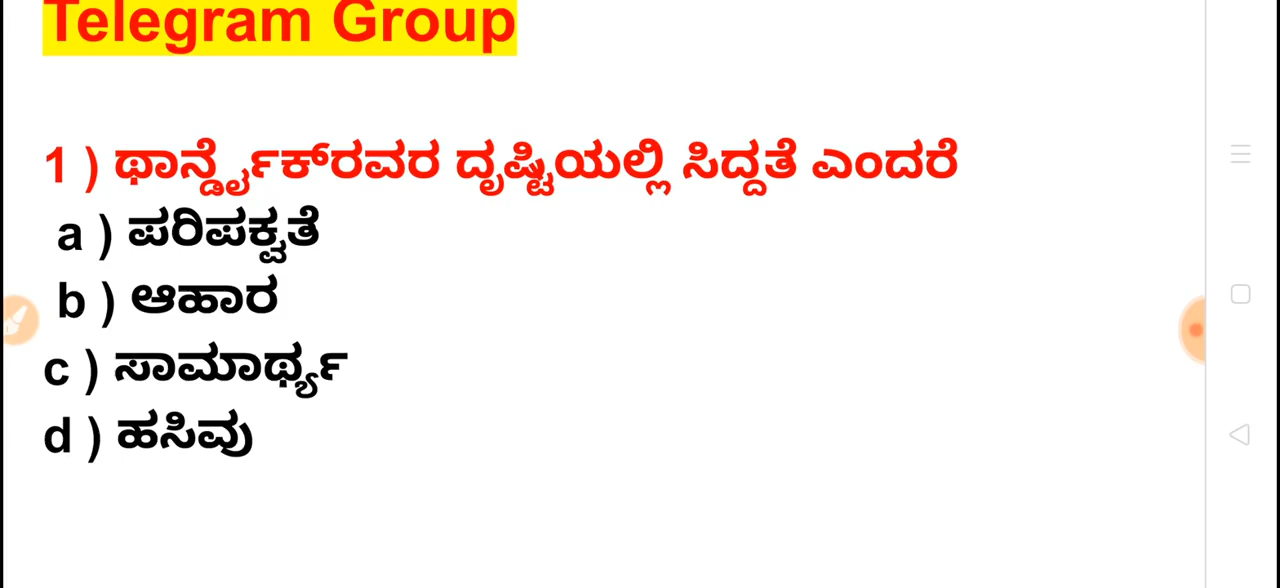 Telegram Group
1 ) ಥಾರ್ನ್ಡೈಕ್‌ರವರ ದೃಷ್ಟಿಯಲ್ಲಿ ಸಿದ್ದತೆ ಎಂದರೆ
a ) ಪರಿಪಕ್ವತೆ
b ) ಆಹಾರ
c ) ಸಾಮಾರ್ಥ್ಯ
d ) ಹಸಿವು